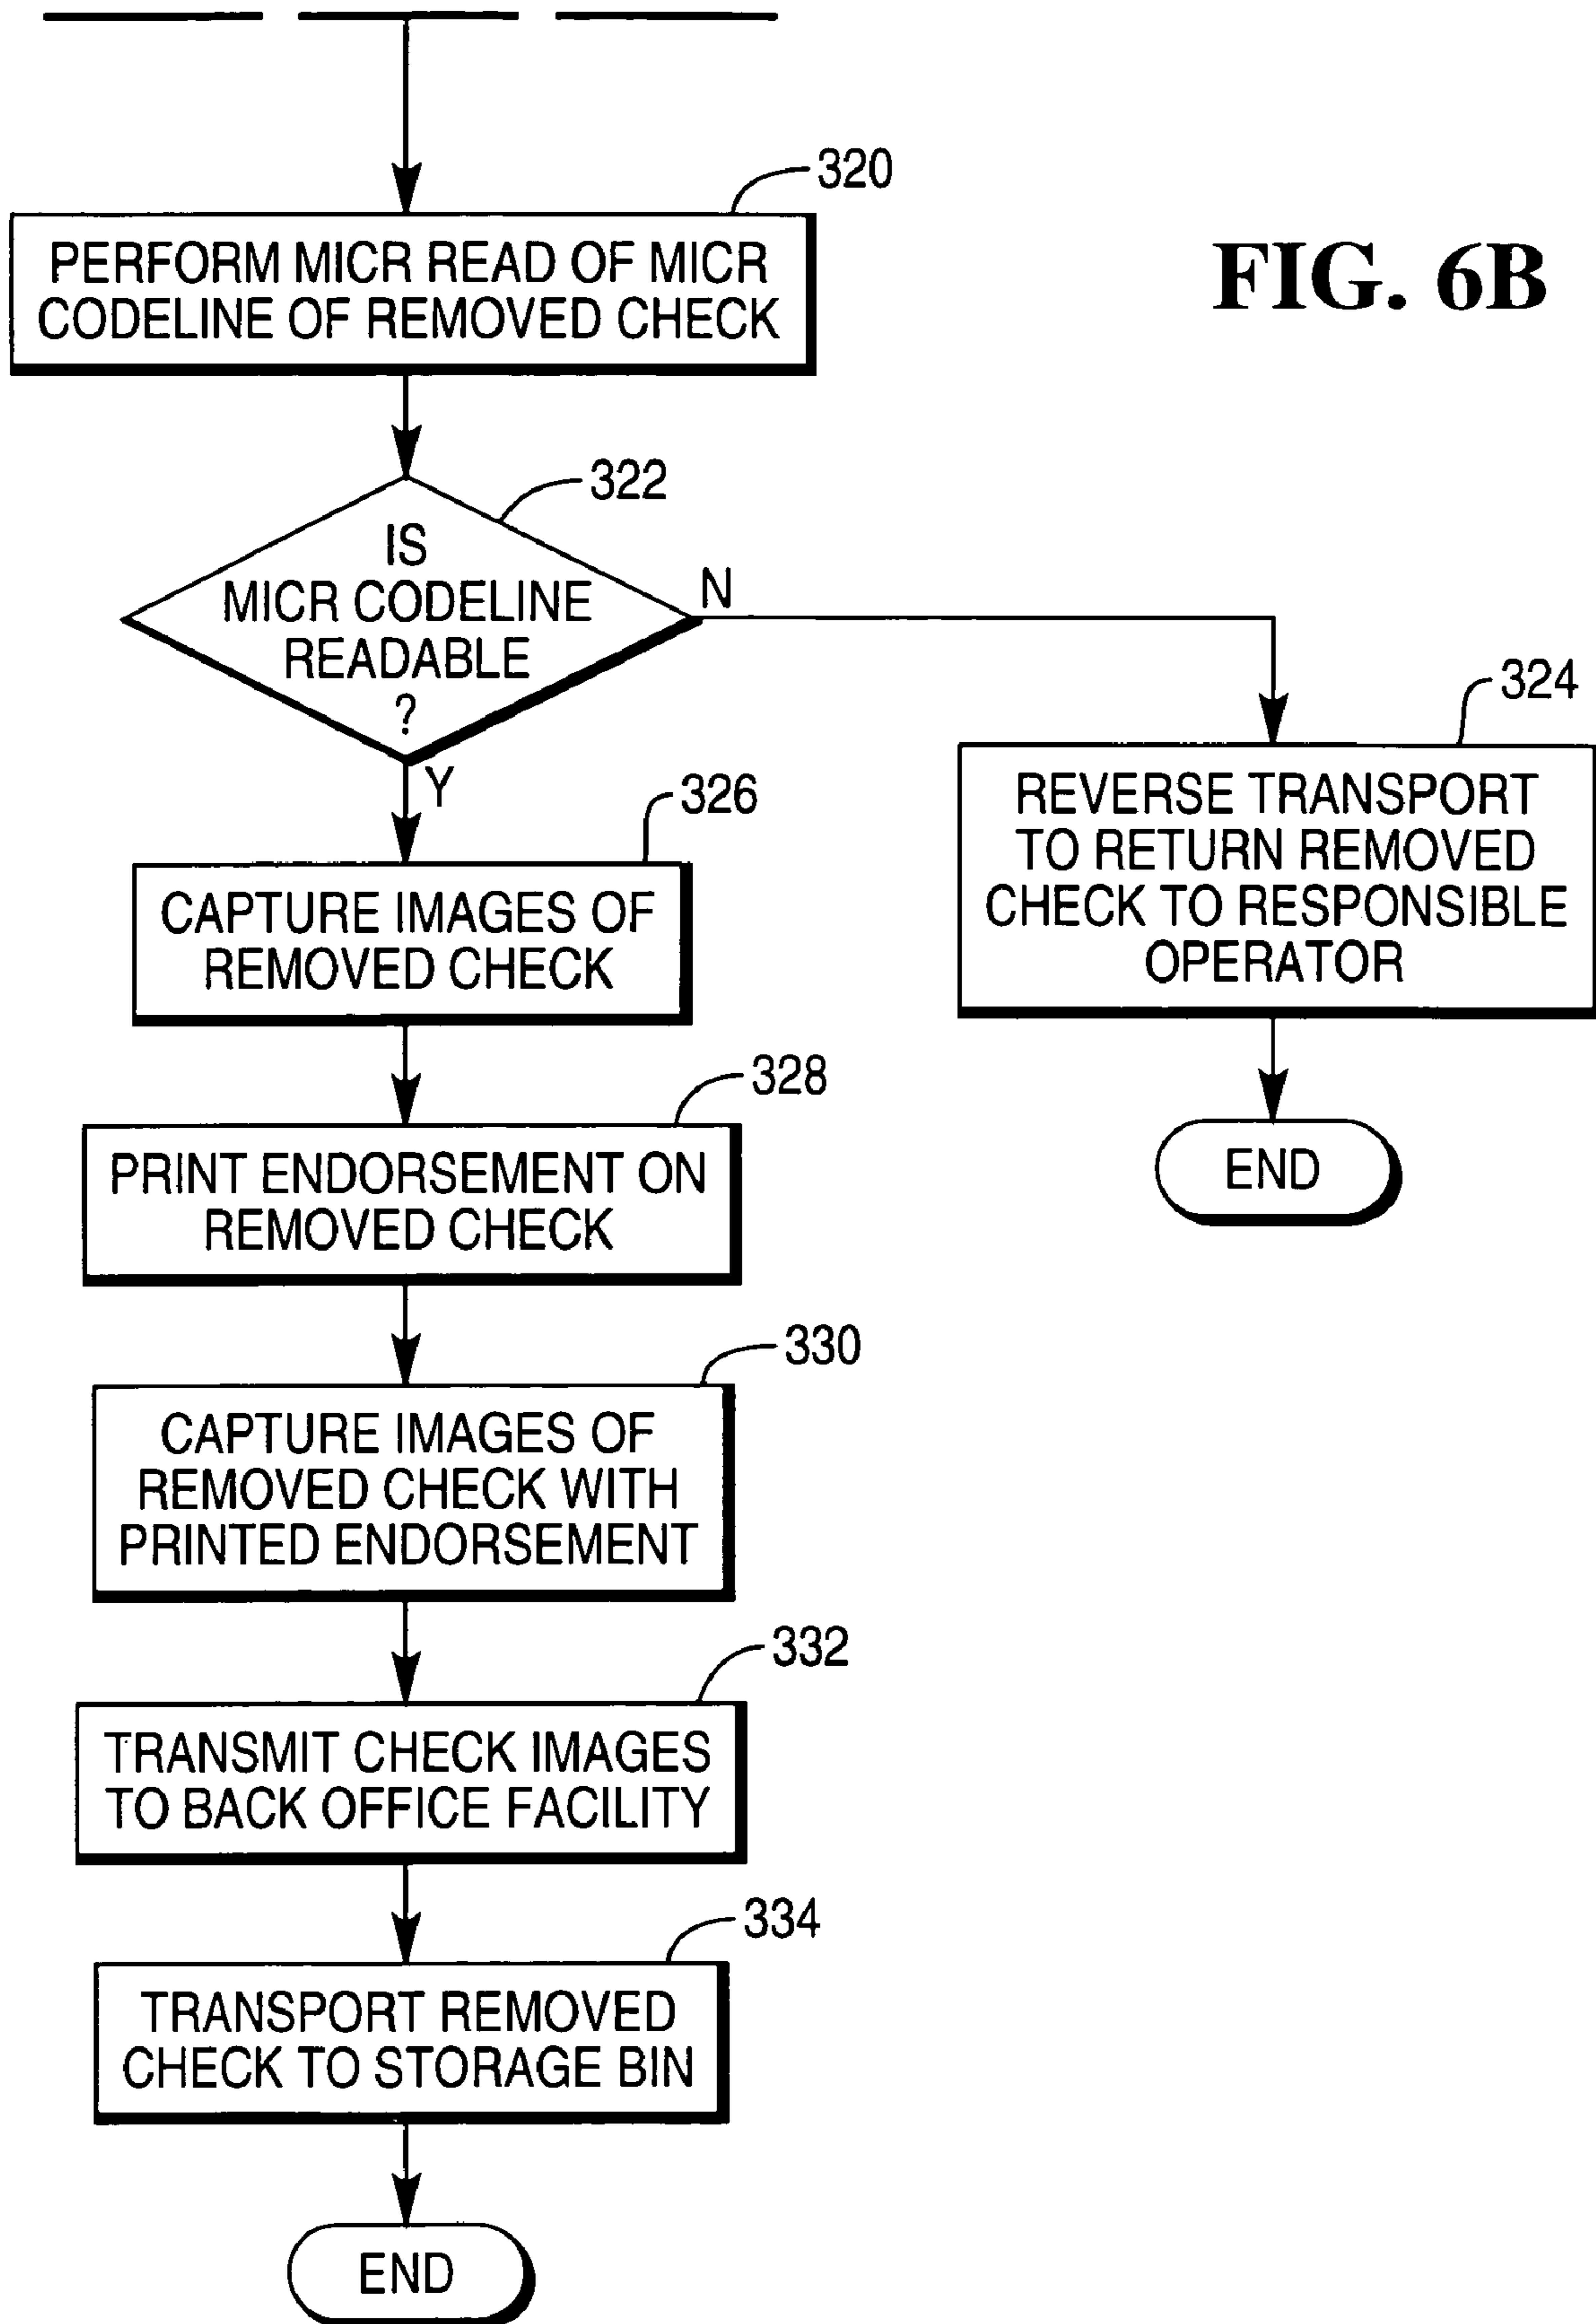 FIG. 6B
320
PERFORM MICR READ OF MICR
CODELINE OF REMOVED CHECK
322
IS
MICR CODELINE
READABLE
?
N
Y
324
REVERSE TRANSPORT
TO RETURN REMOVED
CHECK TO RESPONSIBLE
OPERATOR
END
326
CAPTURE IMAGES OF
REMOVED CHECK
328
PRINT ENDORSEMENT ON
REMOVED CHECK
330
CAPTURE IMAGES OF
REMOVED CHECK WITH
PRINTED ENDORSEMENT
332
TRANSMIT CHECK IMAGES
TO BACK OFFICE FACILITY
334
TRANSPORT REMOVED
CHECK TO STORAGE BIN
END